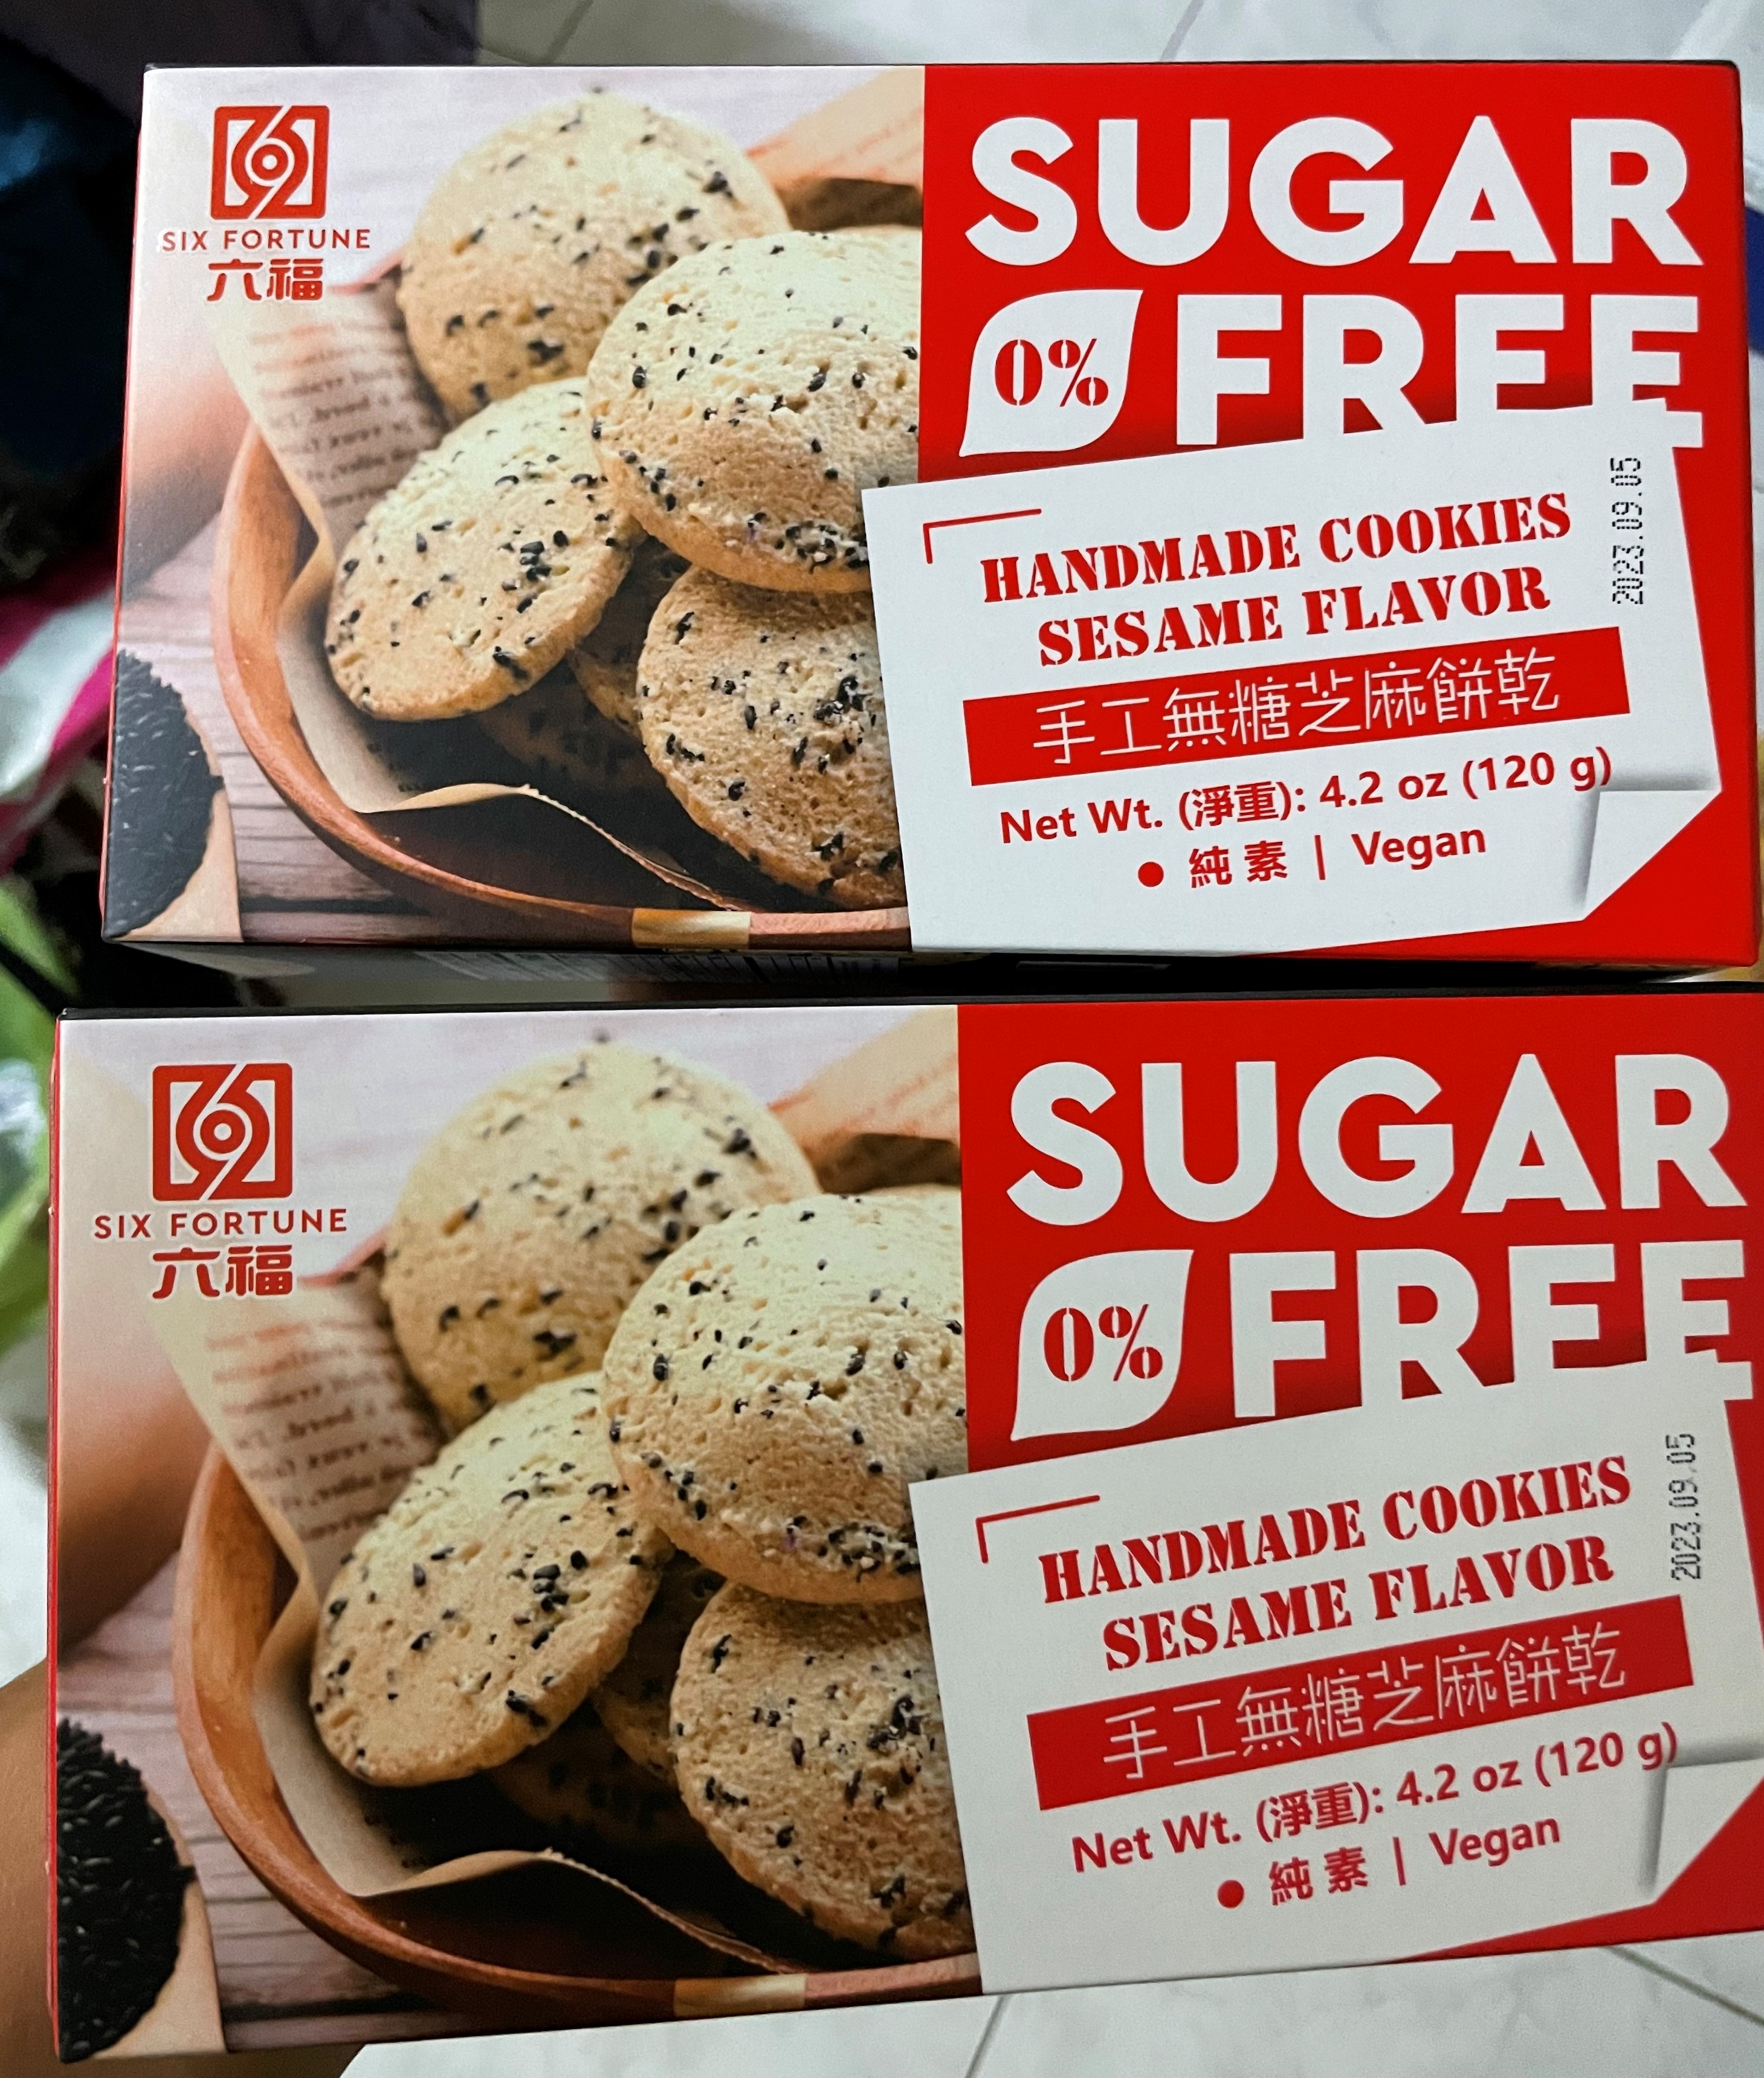 SIX FORTUNE
六福
SUGAR
0% FREE
2023.09.05
HANDMADE COOKIES
SESAME FLAVOR
手工無糖芝麻餅乾
Net Wt. (淨重): 4.2 oz (120 g)
● 純素 | Vegan
SIX FORTUNE
六福
SUGAR
0% FREE
2023.09.05
HANDMADE COOKIES
SESAME FLAVOR
手工無糖芝麻餅乾
Net Wt. (淨重): 4.2 oz (120 g)
● 純素 | Vegan